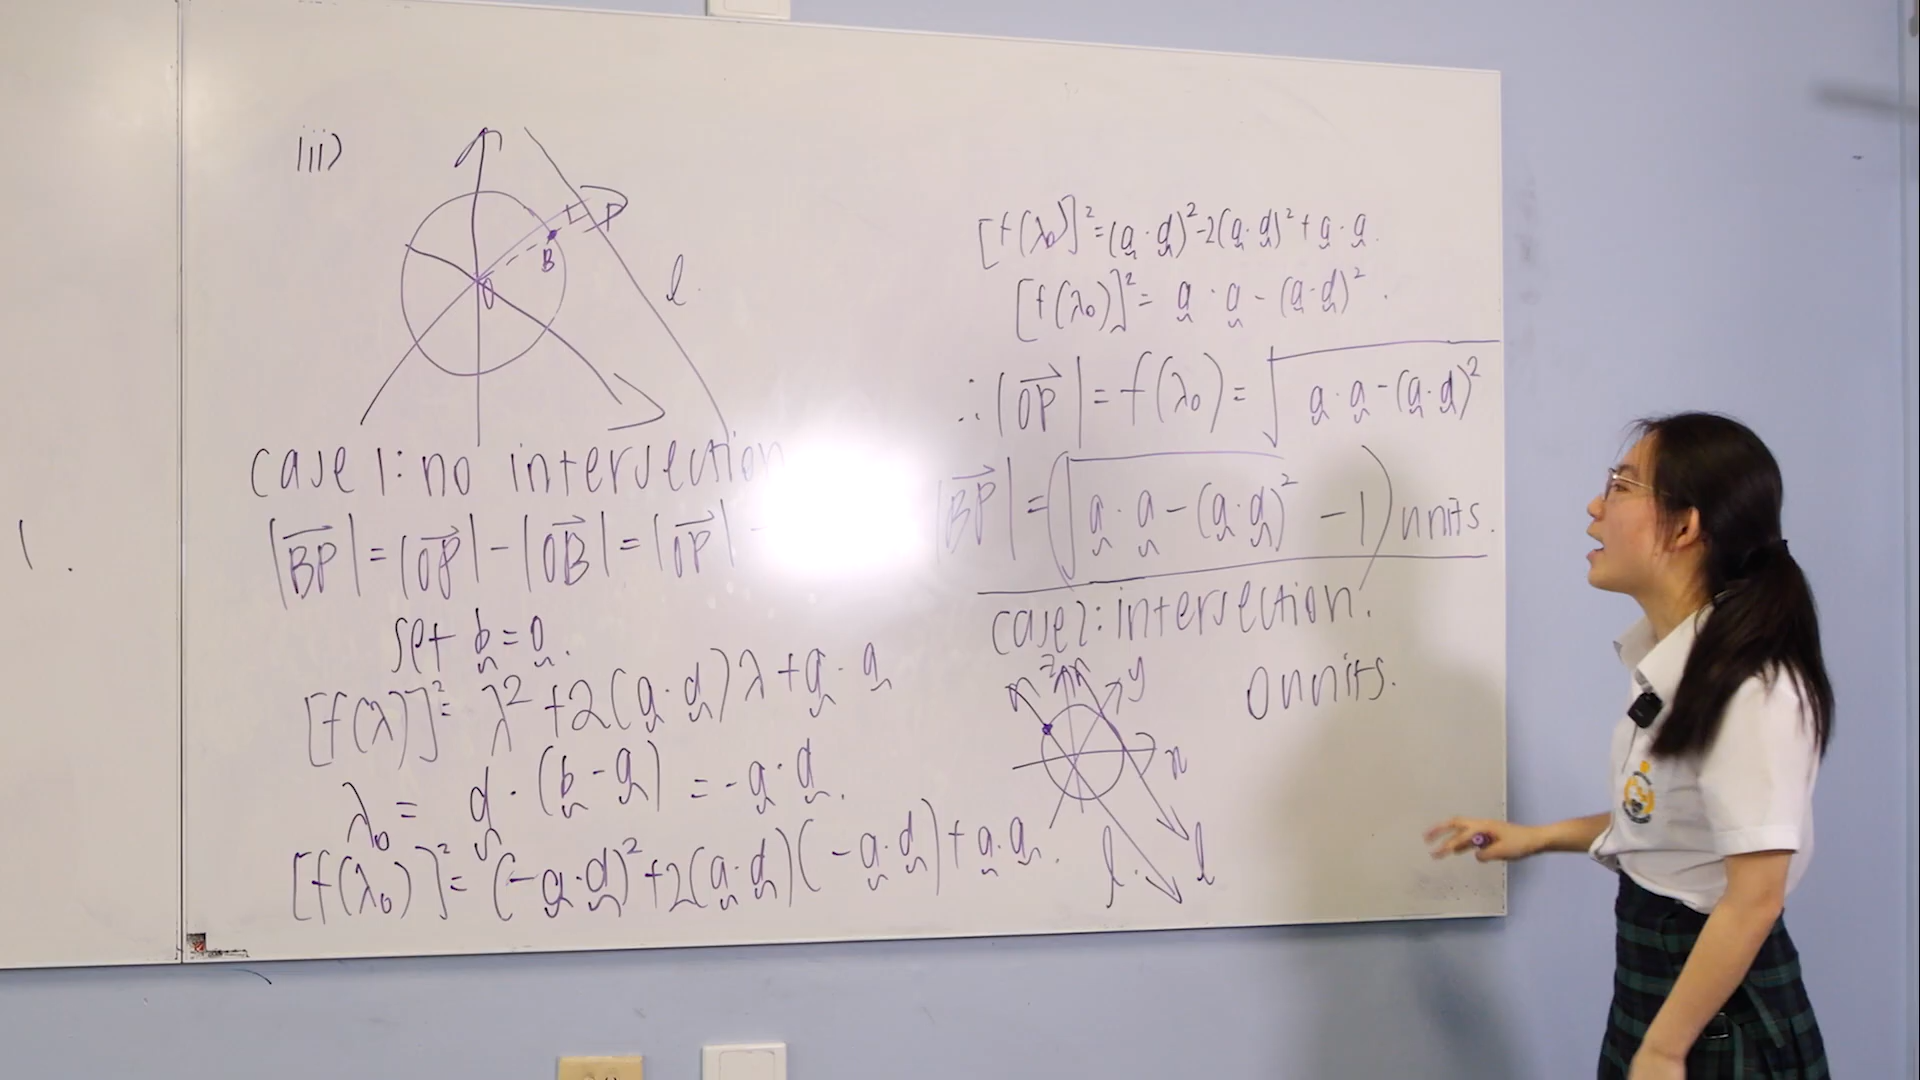 iii)
P
B
O
l
case 1: no intersection
|BP| = |OP| - |OB| = |OP| -
set b = 0.
[f(λ)]² = λ² + 2(a·d)λ + a·a
λ₀ = d·(b-a) = -a·d.
[f(λ₀)]² = (-a·d)² + 2(a·d)(-a·d) + a·a.
[f(λ₀)]² = (a·d)² - 2(a·d)² + a·a.
[f(λ₀)]² = a·a - (a·d)².
∴ |OP| = f(λ₀) = √(a·a - (a·d)²)
|BP| = (√(a·a - (a·d)²) - 1) units.
case 2: intersection.
z y
0 units.
x
l. l